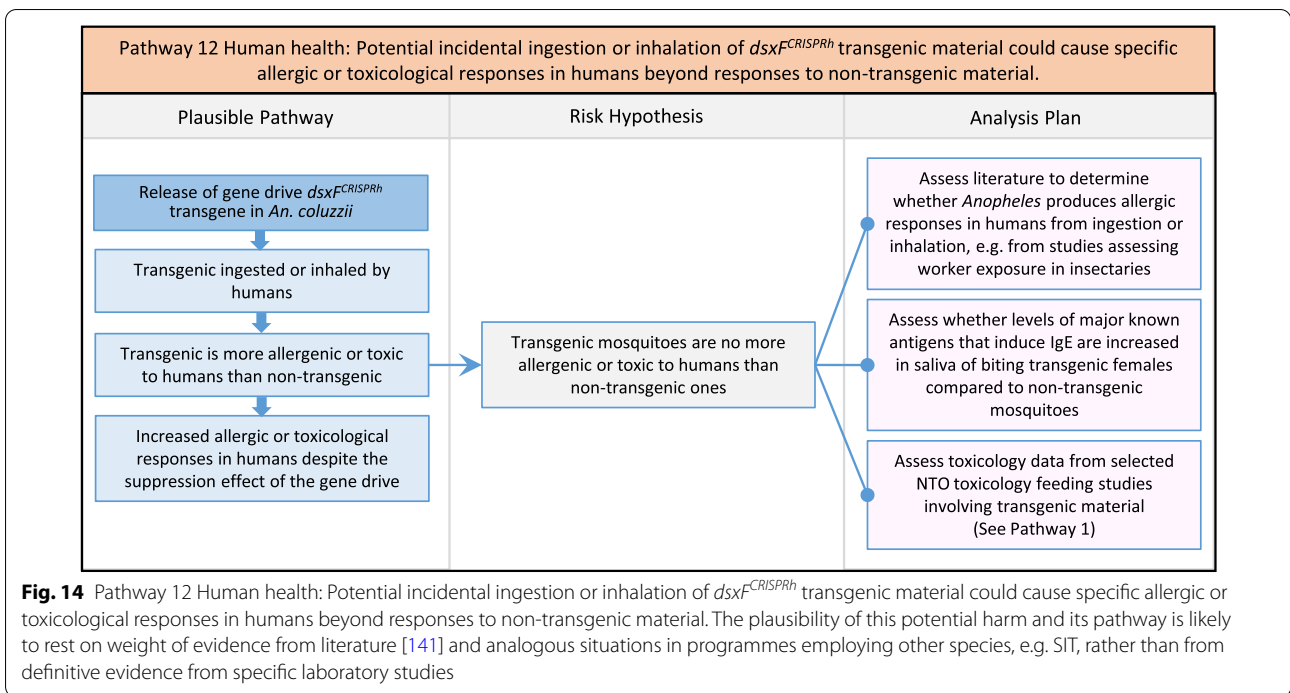 Pathway 12 Human health: Potential incidental ingestion or inhalation of dsxF^CRISPRh transgenic material could cause specific
allergic or toxicological responses in humans beyond responses to non-transgenic material.
Plausible Pathway
Risk Hypothesis
Analysis Plan
Release of gene drive dsxF^CRISPRh
transgene in An. coluzzii
Transgenic ingested or inhaled by
humans
Transgenic is more allergenic or toxic
to humans than non-transgenic
Increased allergic or toxicological
responses in humans despite the
suppression effect of the gene drive
Transgenic mosquitoes are no more
allergenic or toxic to humans than
non-transgenic ones
Assess literature to determine
whether Anopheles produces allergic
responses in humans from ingestion or
inhalation, e.g. from studies assessing
worker exposure in insectaries
Assess whether levels of major known
antigens that induce IgE are increased
in saliva of biting transgenic females
compared to non-transgenic
mosquitoes
Assess toxicology data from selected
NTO toxicology feeding studies
involving transgenic material
(See Pathway 1)
Fig. 14 Pathway 12 Human health: Potential incidental ingestion or inhalation of dsxF^CRISPRh transgenic material could cause specific allergic or
toxicological responses in humans beyond responses to non-transgenic material. The plausibility of this potential harm and its pathway is likely
to rest on weight of evidence from literature [141] and analogous situations in programmes employing other species, e.g. SIT, rather than from
definitive evidence from specific laboratory studies